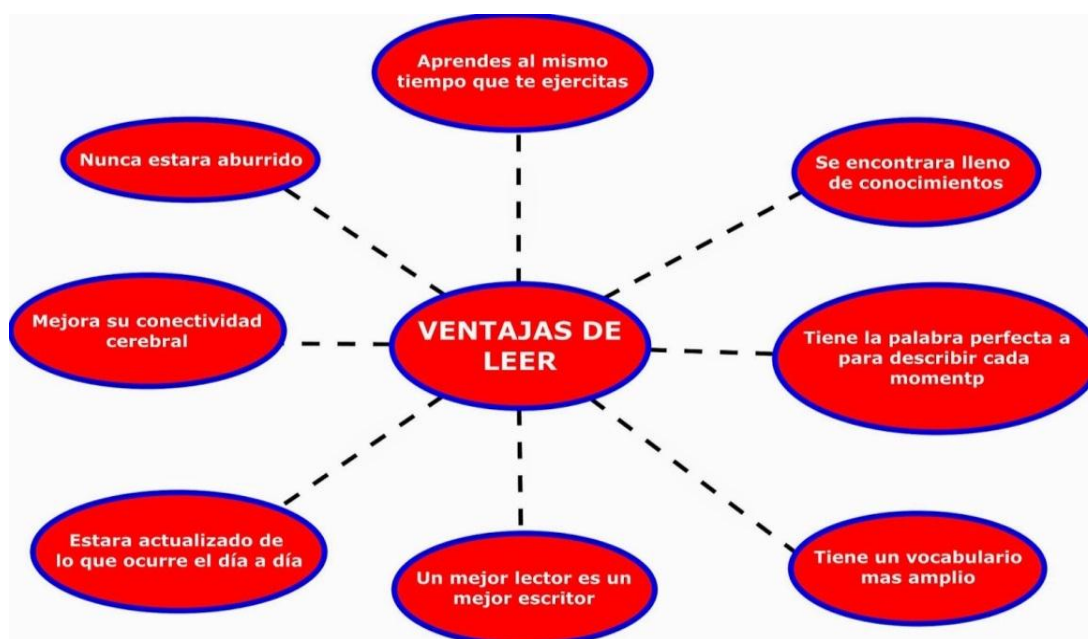 Aprendes al mismo
tiempo que te ejercitas
Nunca estara aburrido
Se encontrara lleno
de conocimientos
Mejora su conectividad
cerebral
VENTAJAS DE
LEER
Tiene la palabra perfecta a
para describir cada
momentp
Estara actualizado de
lo que ocurre el día a día
Un mejor lector es un
mejor escritor
Tiene un vocabulario
mas amplio